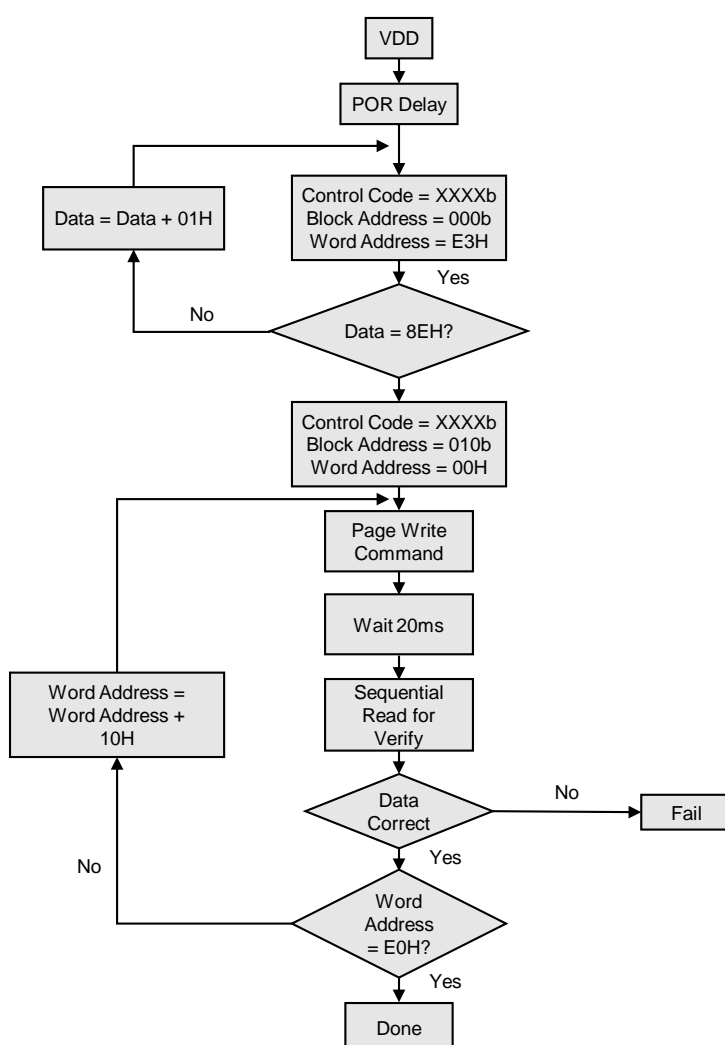 VDD
POR Delay
Data = Data + 01H
Control Code = XXXXb
Block Address = 000b
Word Address = E3H
Yes
No
Data = 8EH?
Control Code = XXXXb
Block Address = 010b
Word Address = 00H
Page Write
Command
Wait 20ms
Word Address =
Word Address +
10H
Sequential
Read for
Verify
Data
Correct
No
Fail
Yes
No
Word
Address
= E0H?
Yes
Done